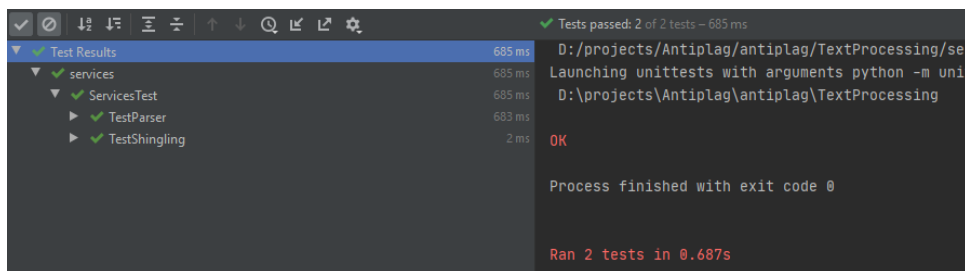 Tests passed: 2 of 2 tests – 685 ms
Test Results 685 ms
services 685 ms
ServicesTest 685 ms
TestParser 683 ms
TestShingling 2 ms
D:/projects/Antiplag/antiplag/TextProcessing/se
Launching unittests with arguments python -m uni
D:\projects\Antiplag\antiplag\TextProcessing
OK
Process finished with exit code 0
Ran 2 tests in 0.687s